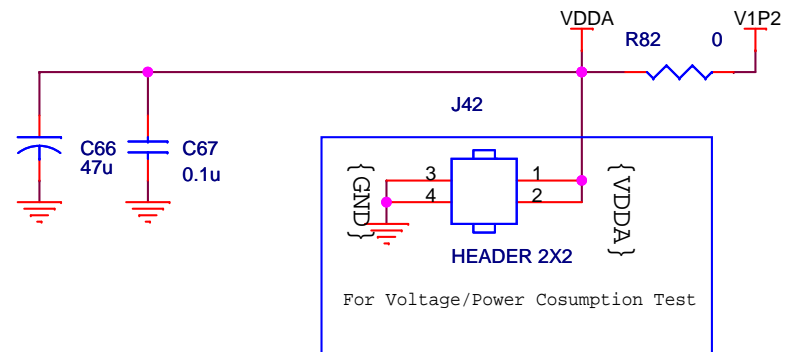 VDDA V1P2
R82 0
J42
C66 C67
47u 0.1u
3 1
4 2
{GND}
{VDDA}
HEADER 2X2
For Voltage/Power Cosumption Test